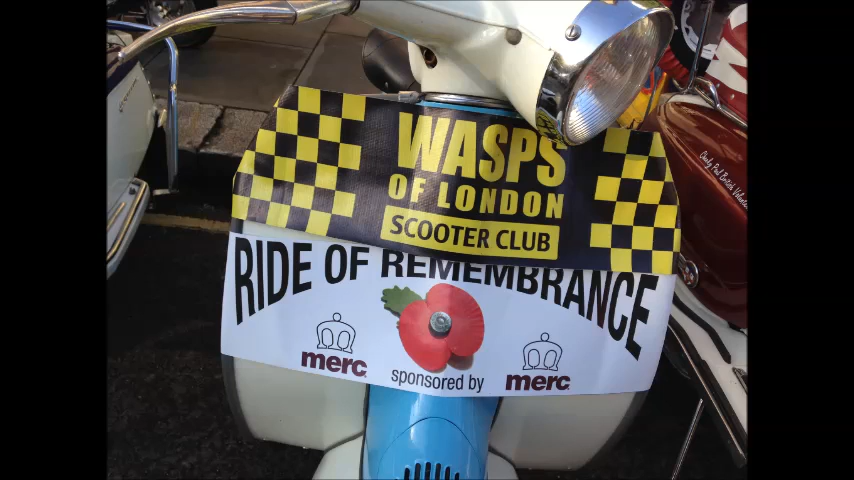 WASPS
OF LONDON
SCOOTER CLUB
RIDE OF REMEMBRANCE
merc
sponsored by
merc